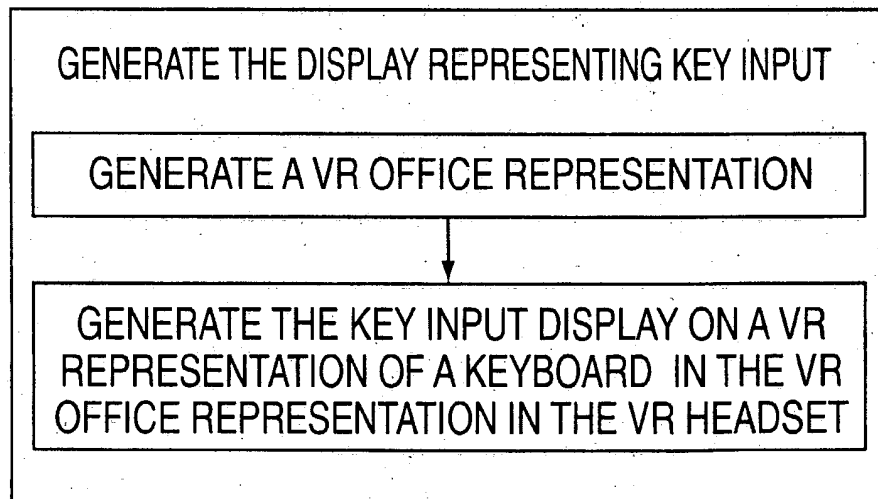 GENERATE THE DISPLAY REPRESENTING KEY INPUT
GENERATE A VR OFFICE REPRESENTATION
GENERATE THE KEY INPUT DISPLAY ON A VR
REPRESENTATION OF A KEYBOARD IN THE VR
OFFICE REPRESENTATION IN THE VR HEADSET